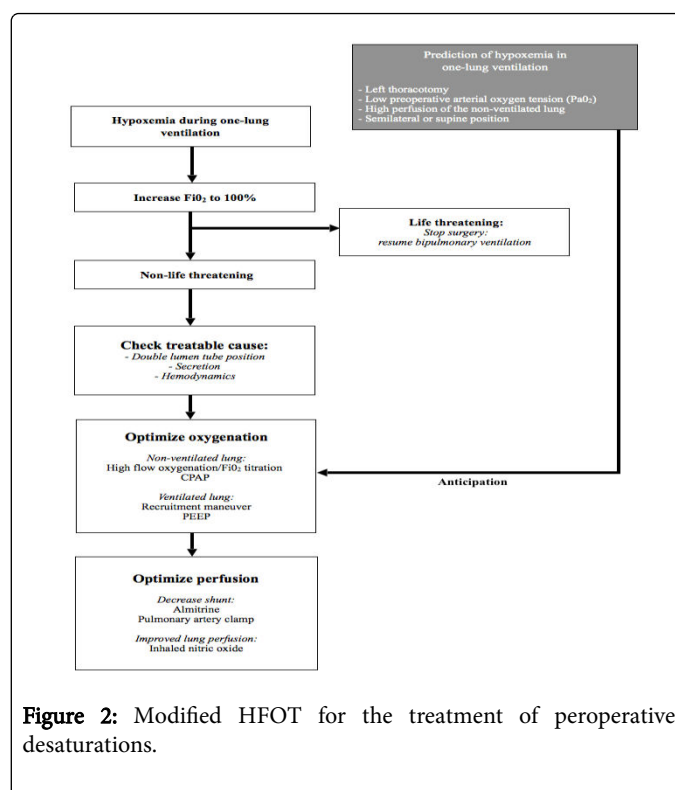 Prediction of hypoxemia in
one-lung ventilation
- Left thoracotomy
- Low preoperative arterial oxygen tension (Pa0₂)
- High perfusion of the non-ventilated lung
- Semilateral or supine position
Hypoxemia during one-lung
ventilation
Increase Fi0₂ to 100%
Life threatening:
Stop surgery:
resume bipulmonary ventilation
Non-life threatening
Check treatable cause:
- Double lumen tube position
- Secretion
- Hemodynamics
Optimize oxygenation
Non-ventilated lung:
High flow oxygenation/Fi0₂ titration
CPAP
Ventilated lung:
Recruitment maneuver
PEEP
Anticipation
Optimize perfusion
Decrease shunt:
Almitrine
Pulmonary artery clamp
Improved lung perfusion:
Inhaled nitric oxide
Figure 2: Modified HFOT for the treatment of peroperative
desaturations.